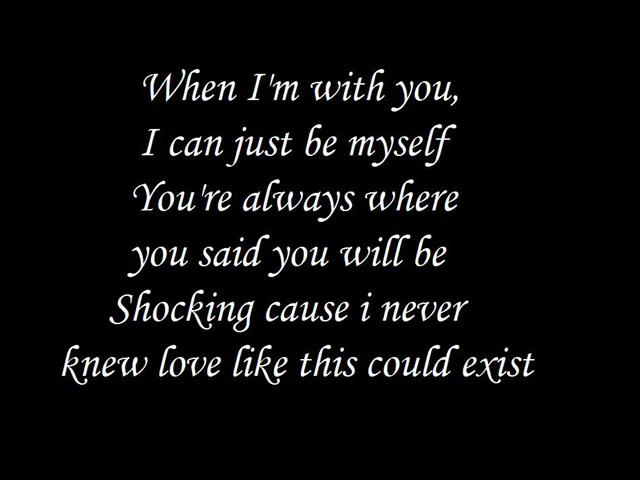 When I'm with you,
I can just be myself
You're always where
you said you will be
Shocking cause i never
knew love like this could exist